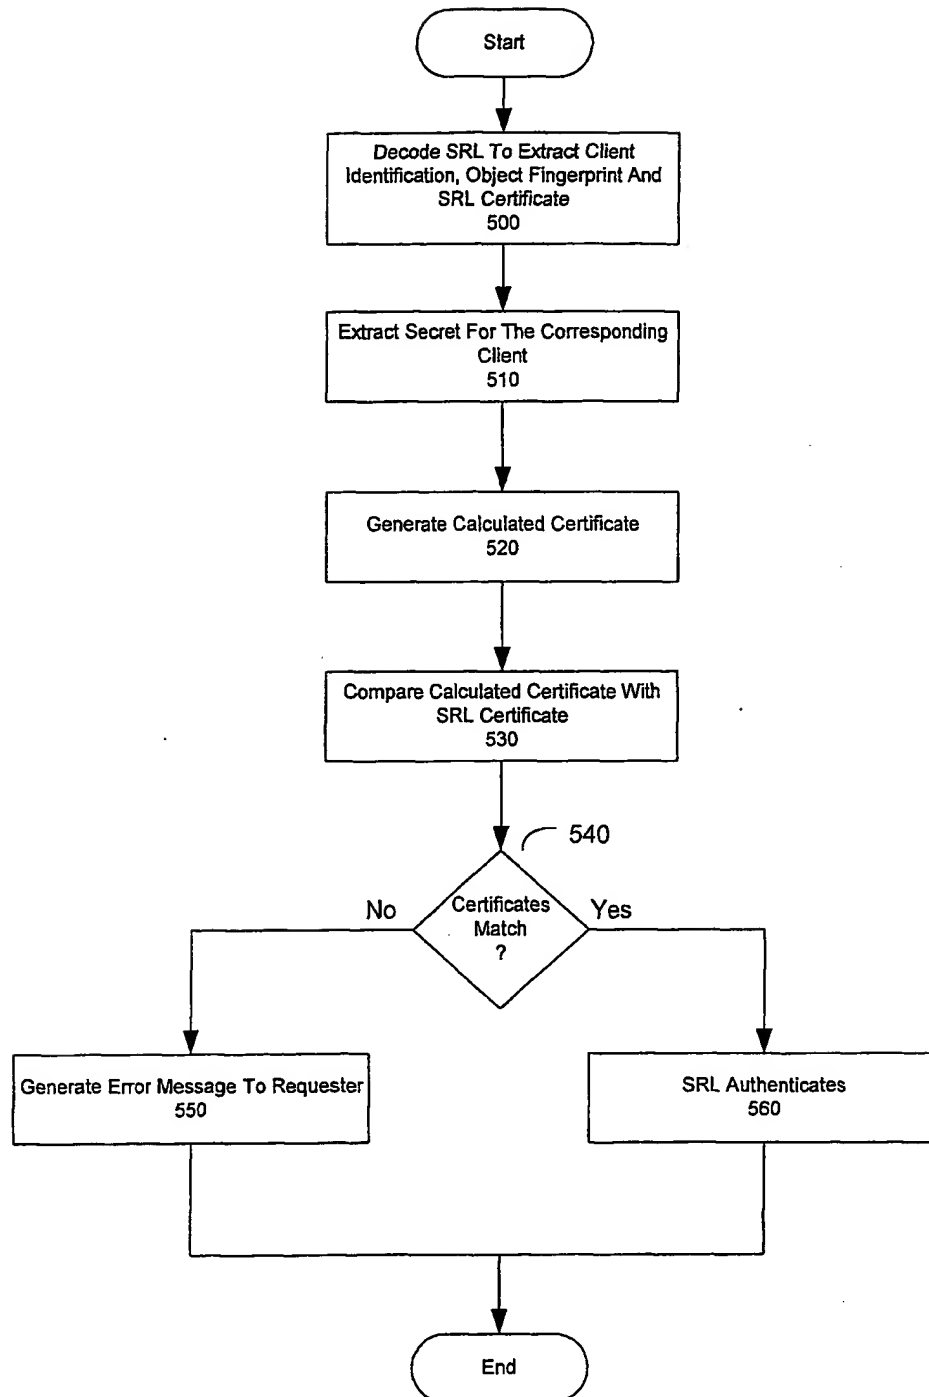 Start
Decode SRL To Extract Client
Identification, Object Fingerprint And
SRL Certificate
500
Extract Secret For The Corresponding
Client
510
Generate Calculated Certificate
520
Compare Calculated Certificate With
SRL Certificate
530
540
No
Certificates
Match
?
Yes
Generate Error Message To Requester
550
SRL Authenticates
560
End